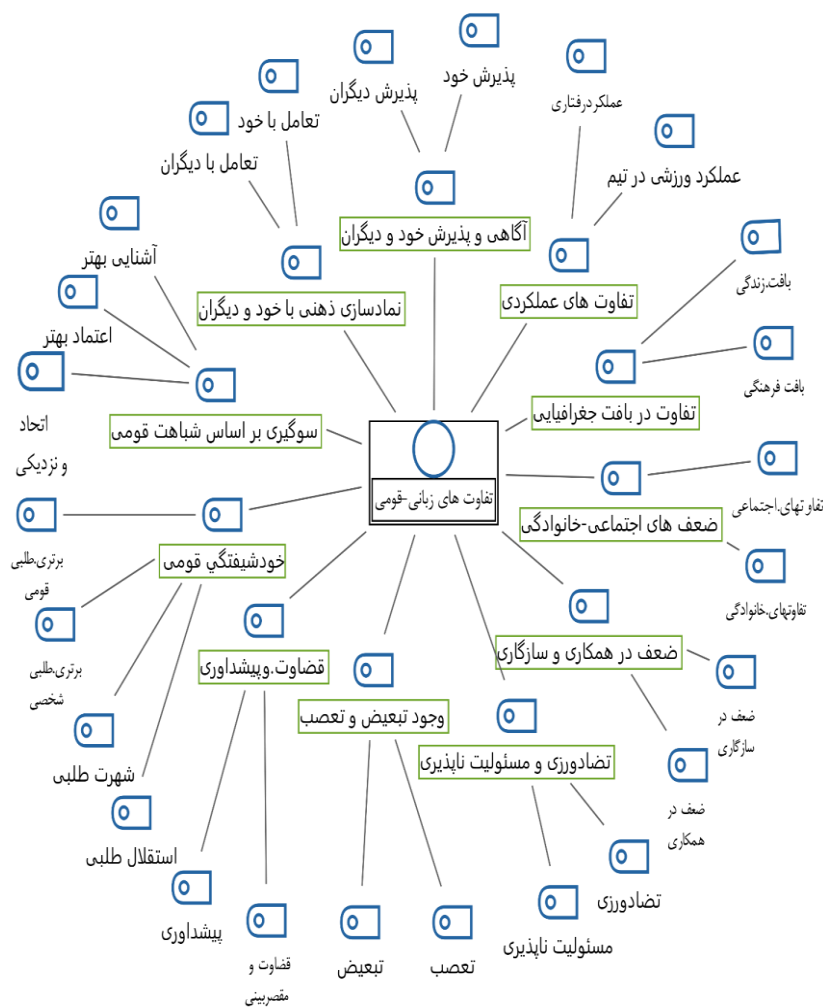 پذیرش خود
پذیرش دیگران
عملکرد.رفتاری
تعامل با خود
تعامل با دیگران
عملکرد ورزشی در تیم
آگاهی و پذیرش خود و دیگران
آشنایی بهتر
بافت.زندگی
نمادسازی ذهنی با خود و دیگران
تفاوت های عملکردی
اعتماد بهتر
بافت فرهنگی
تفاوت در بافت جغرافیایی
سوگیری بر اساس شباهت قومی
اتحاد
و نزدیکی
تفاوت های زبانی-قومی
تفاوتهای.اجتماعی
ضعف های اجتماعی-خانوادگی
خودشیفتگي قومی
برتری.طلبی
قومی
تفاوتهای.خانوادگی
ضعف در همکاری و سازگاری
قضاوت.وپیشداوری
برتری.طلبی
شخصی
وجود تبعیض و تعصب
ضعف در
سازگاری
تضادورزی و مسئولیت ناپذیری
شهرت طلبی
ضعف در
همکاری
استقلال طلبی
تضادورزی
پیشداوری
مسئولیت ناپذیری
قضاوت و
مقصربینی
تبعیض
تعصب